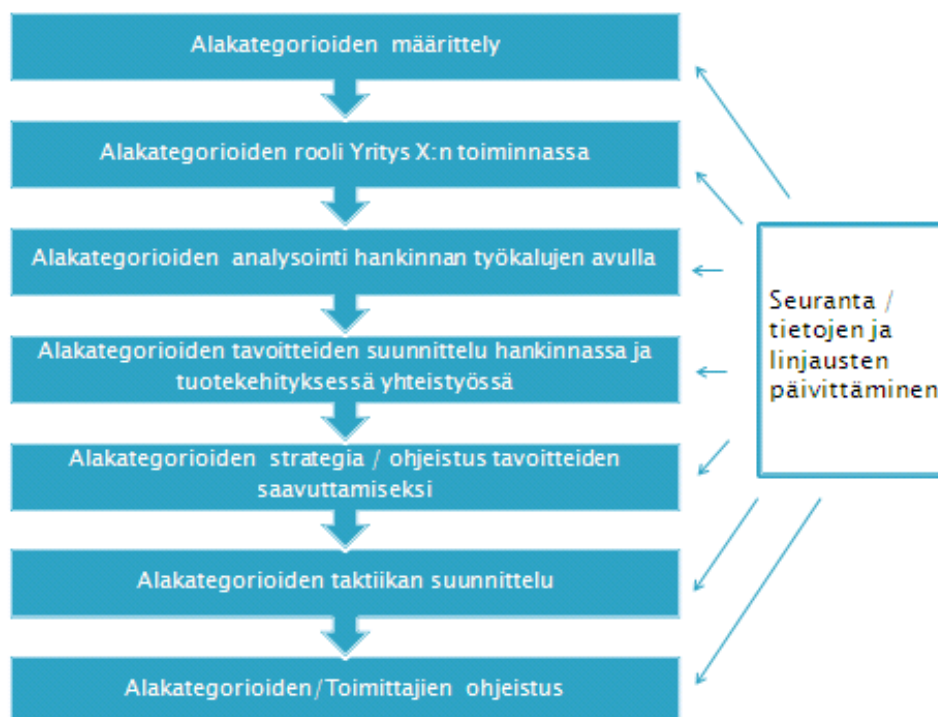 Alakategorioiden määrittely
Alakategorioiden rooli Yritys X:n toiminnassa
Alakategorioiden analysointi hankinnan työkalujen avulla
Alakategorioiden tavoitteiden suunnittelu hankinnassa ja
tuotekehityksessä yhteistyössä
Alakategorioiden strategia / ohjeistus tavoitteiden
saavuttamiseksi
Alakategorioiden taktiikan suunnittelu
Alakategorioiden/Toimittajien ohjeistus
Seuranta /
tietojen ja
linjausten
päivittäminen